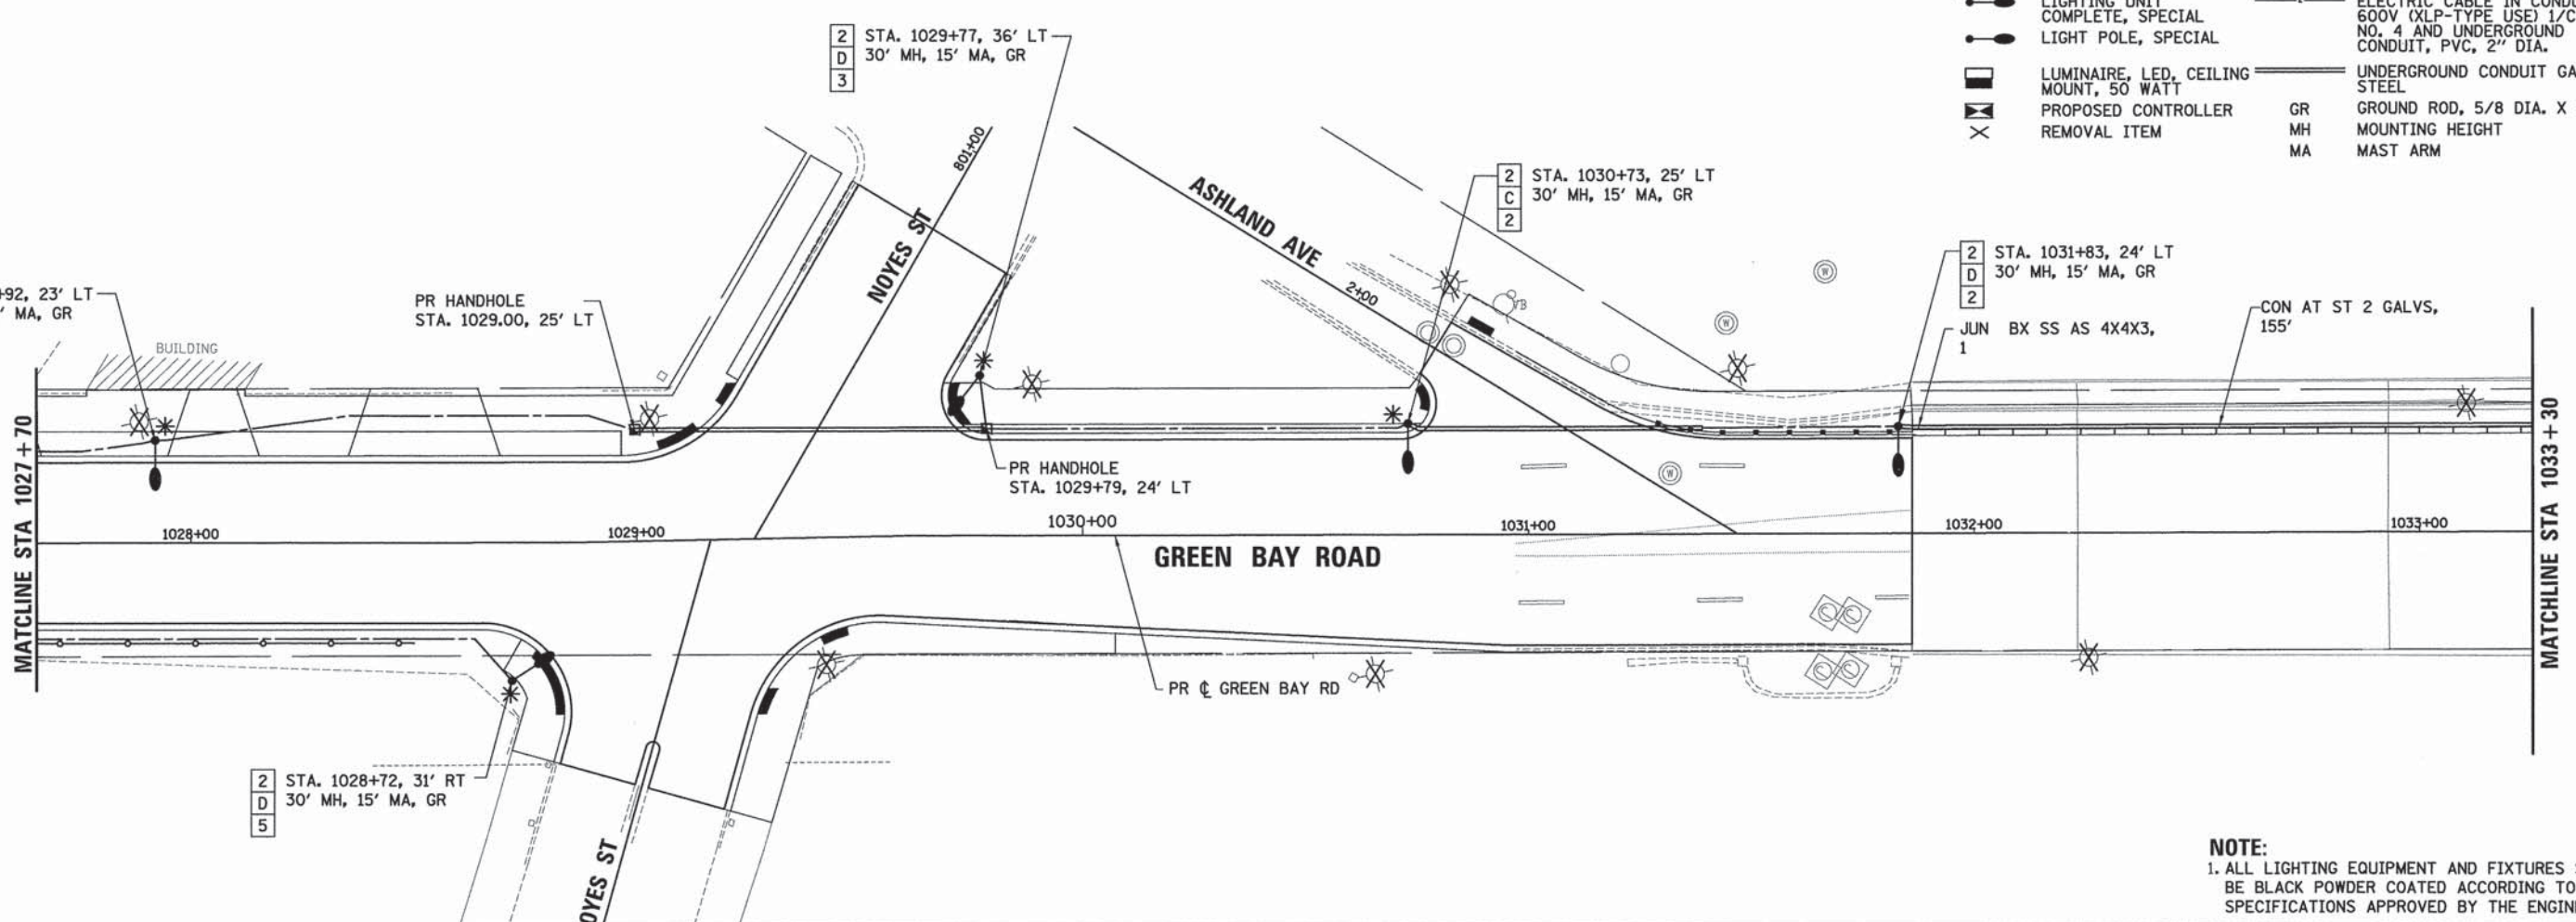 LIGHTING UNIT
COMPLETE, SPECIAL
LIGHT POLE, SPECIAL
LUMINAIRE, LED, CEILING
MOUNT, 50 WATT
PROPOSED CONTROLLER
REMOVAL ITEM
ELECTRIC CABLE IN
600V (XLP-TYPE USE) 1/C
NO. 4 AND UNDERGROUND
CONDUIT, PVC, 2" DIA.
UNDERGROUND CONDUIT GA
STEEL
GR GROUND ROD, 5/8 DIA. X
MH MOUNTING HEIGHT
MA MAST ARM
2
D
3
STA. 1029+77, 36' LT
30' MH, 15' MA, GR
801+00
NOYES ST
ASHLAND AVE
2+00
2
C
2
STA. 1030+73, 25' LT
30' MH, 15' MA, GR
2
D
2
STA. 1031+83, 24' LT
30' MH, 15' MA, GR
JUN BX SS AS 4X4X3,
1
CON AT ST 2 GALVS,
155'
+92, 23' LT
' MA, GR
PR HANDHOLE
STA. 1029.00, 25' LT
BUILDING
W
W
VB
W
PR HANDHOLE
STA. 1029+79, 24' LT
MATCLINE STA 1027+70
MATCHLINE STA 1033+30
1028+00
1029+00
1030+00
1031+00
1032+00
1033+00
GREEN BAY ROAD
PR ℄ GREEN BAY RD
2
D
5
STA. 1028+72, 31' RT
30' MH, 15' MA, GR
OYES ST
NOTE:
1. ALL LIGHTING EQUIPMENT AND FIXTURES
BE BLACK POWDER COATED ACCORDING TO
SPECIFICATIONS APPROVED BY THE ENGIN